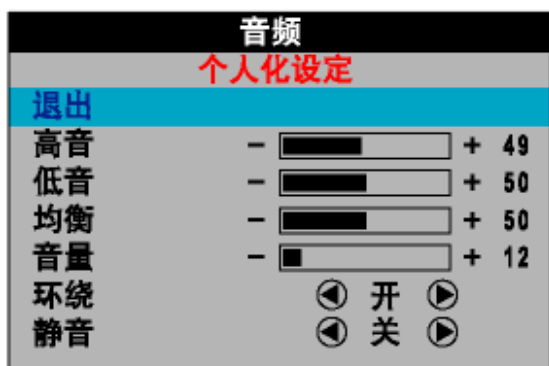 音频
个人化设定
退出
高音 - + 49
低音 - + 50
均衡 - + 50
音量 - + 12
环绕 开
静音 关